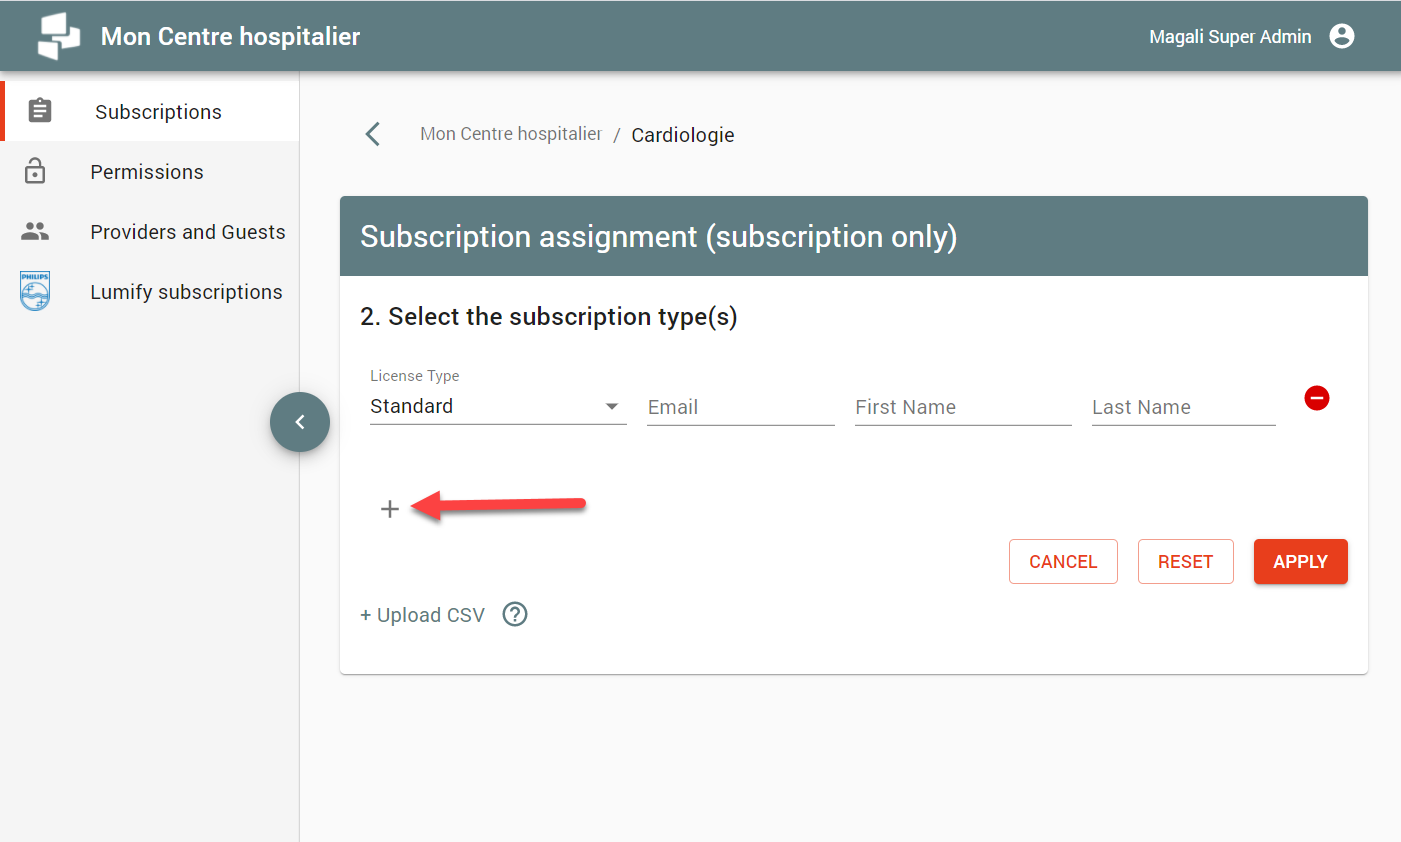 Mon Centre hospitalier
Magali Super Admin
Subscriptions
Permissions
Providers and Guests
PHILIPS
Lumify subscriptions
Mon Centre hospitalier / Cardiologie
Subscription assignment (subscription only)
2. Select the subscription type(s)
License Type
Standard
Email
First Name
Last Name
CANCEL
RESET
APPLY
+ Upload CSV ?